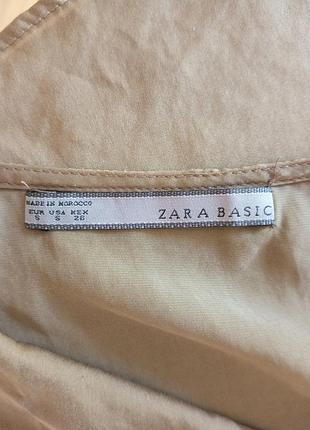 MADE IN MOROCCO
EUR USA MEX
S S 26
ZARA BASIC